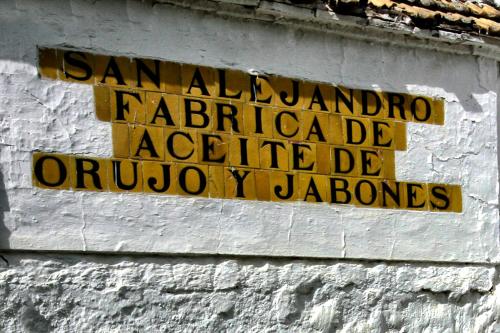 SAN ALEJANDRO
FABRICA DE
ACEITE DE
ORUJO Y JABONES